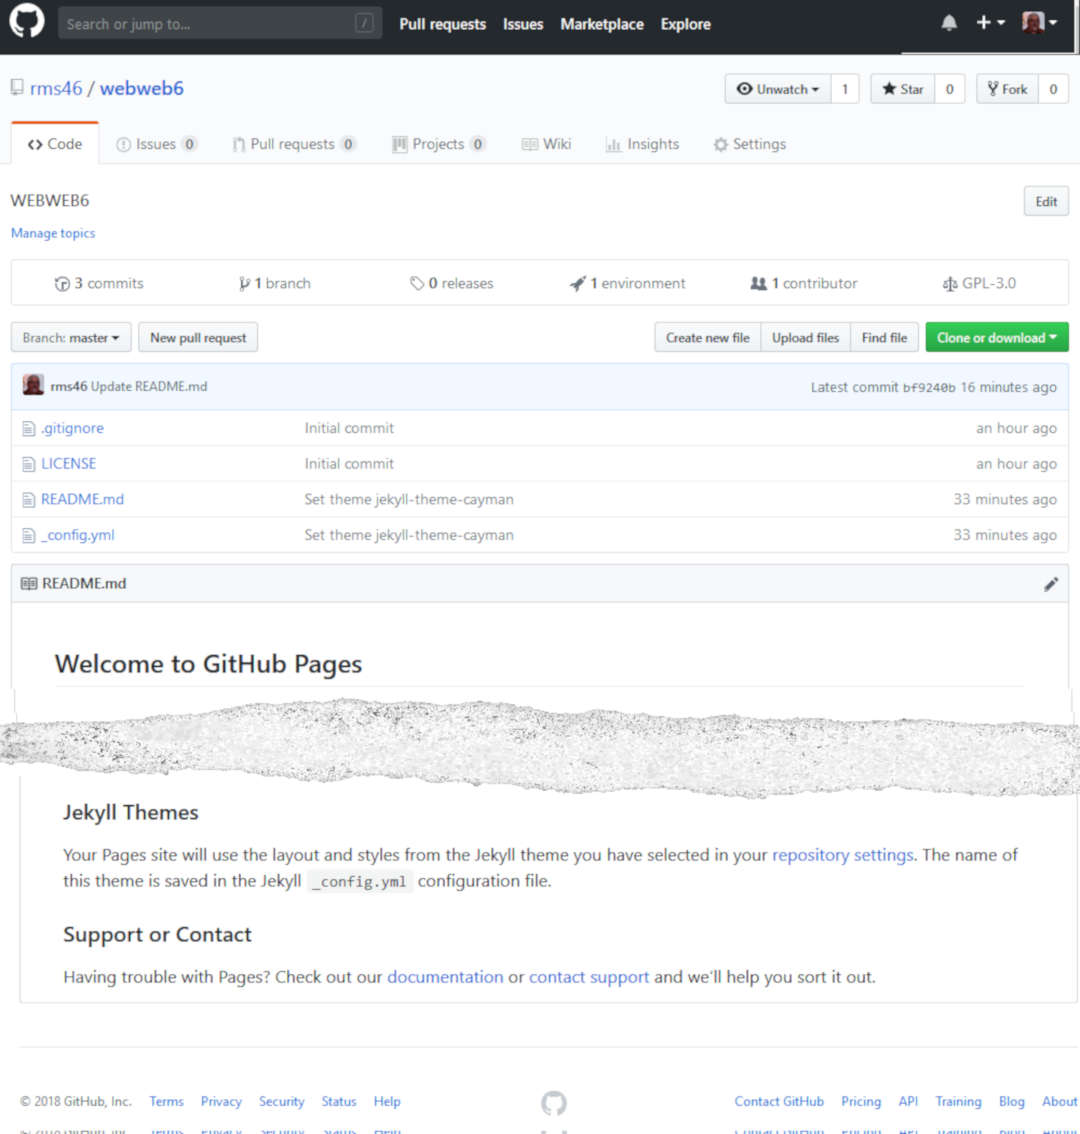 Search or jump to... / Pull requests Issues Marketplace Explore
rms46 / webweb6 Unwatch 1 Star 0 Fork 0
Code Issues 0 Pull requests 0 Projects 0 Wiki Insights Settings
WEBWEB6 Edit
Manage topics
3 commits 1 branch 0 releases 1 environment 1 contributor GPL-3.0
Branch: master New pull request Create new file Upload files Find file Clone or download
rms46 Update README.md Latest commit bf9240b 16 minutes ago
.gitignore Initial commit an hour ago
LICENSE Initial commit an hour ago
README.md Set theme jekyll-theme-cayman 33 minutes ago
_config.yml Set theme jekyll-theme-cayman 33 minutes ago
README.md
Welcome to GitHub Pages
Jekyll Themes
Your Pages site will use the layout and styles from the Jekyll theme you have selected in your repository settings. The name of
this theme is saved in the Jekyll _config.yml configuration file.
Support or Contact
Having trouble with Pages? Check out our documentation or contact support and we'll help you sort it out.
© 2018 GitHub, Inc. Terms Privacy Security Status Help Contact GitHub Pricing API Training Blog About